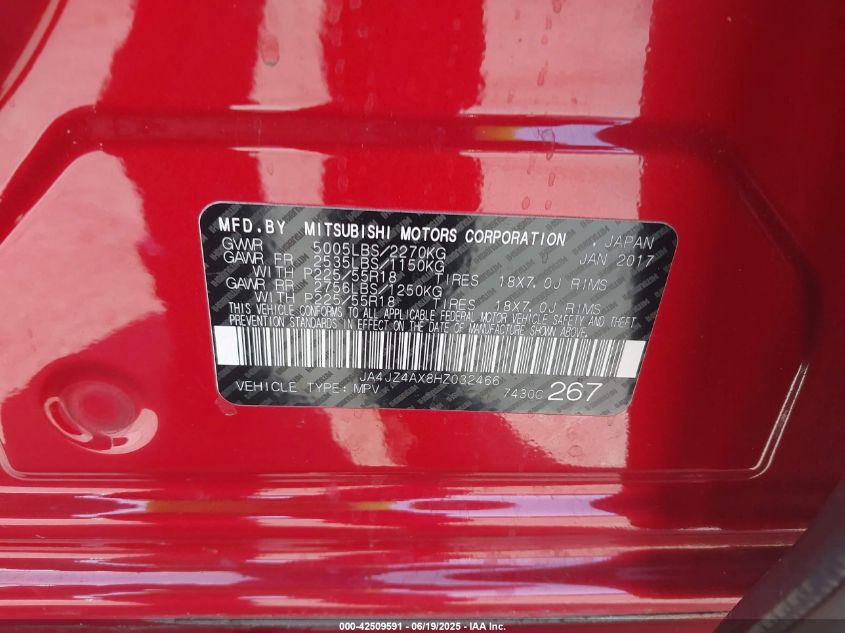 MFD.BY MITSUBISHI MOTORS CORPORATION , JAPAN
GVWR 5005LBS/2270KG JAN 2017
GAWR FR 2535LBS/1150KG
WITH P225/55R18 TIRES 18X7.0J RIMS
GAWR RR 2756LBS/1250KG
WITH P225/55R18 TIRES 18X7.0J RIMS
THIS VEHICLE CONFORMS TO ALL APPLICABLE FEDERAL MOTOR VEHICLE SAFETY AND THEFT
PREVENTION STANDARDS IN EFFECT ON THE DATE OF MANUFACTURE SHOWN ABOVE.
JA4JZ4AX8HZ032466
VEHICLE TYPE: MPV 7430C 267
000-42509591 - 06/19/2025 - IAA Inc.